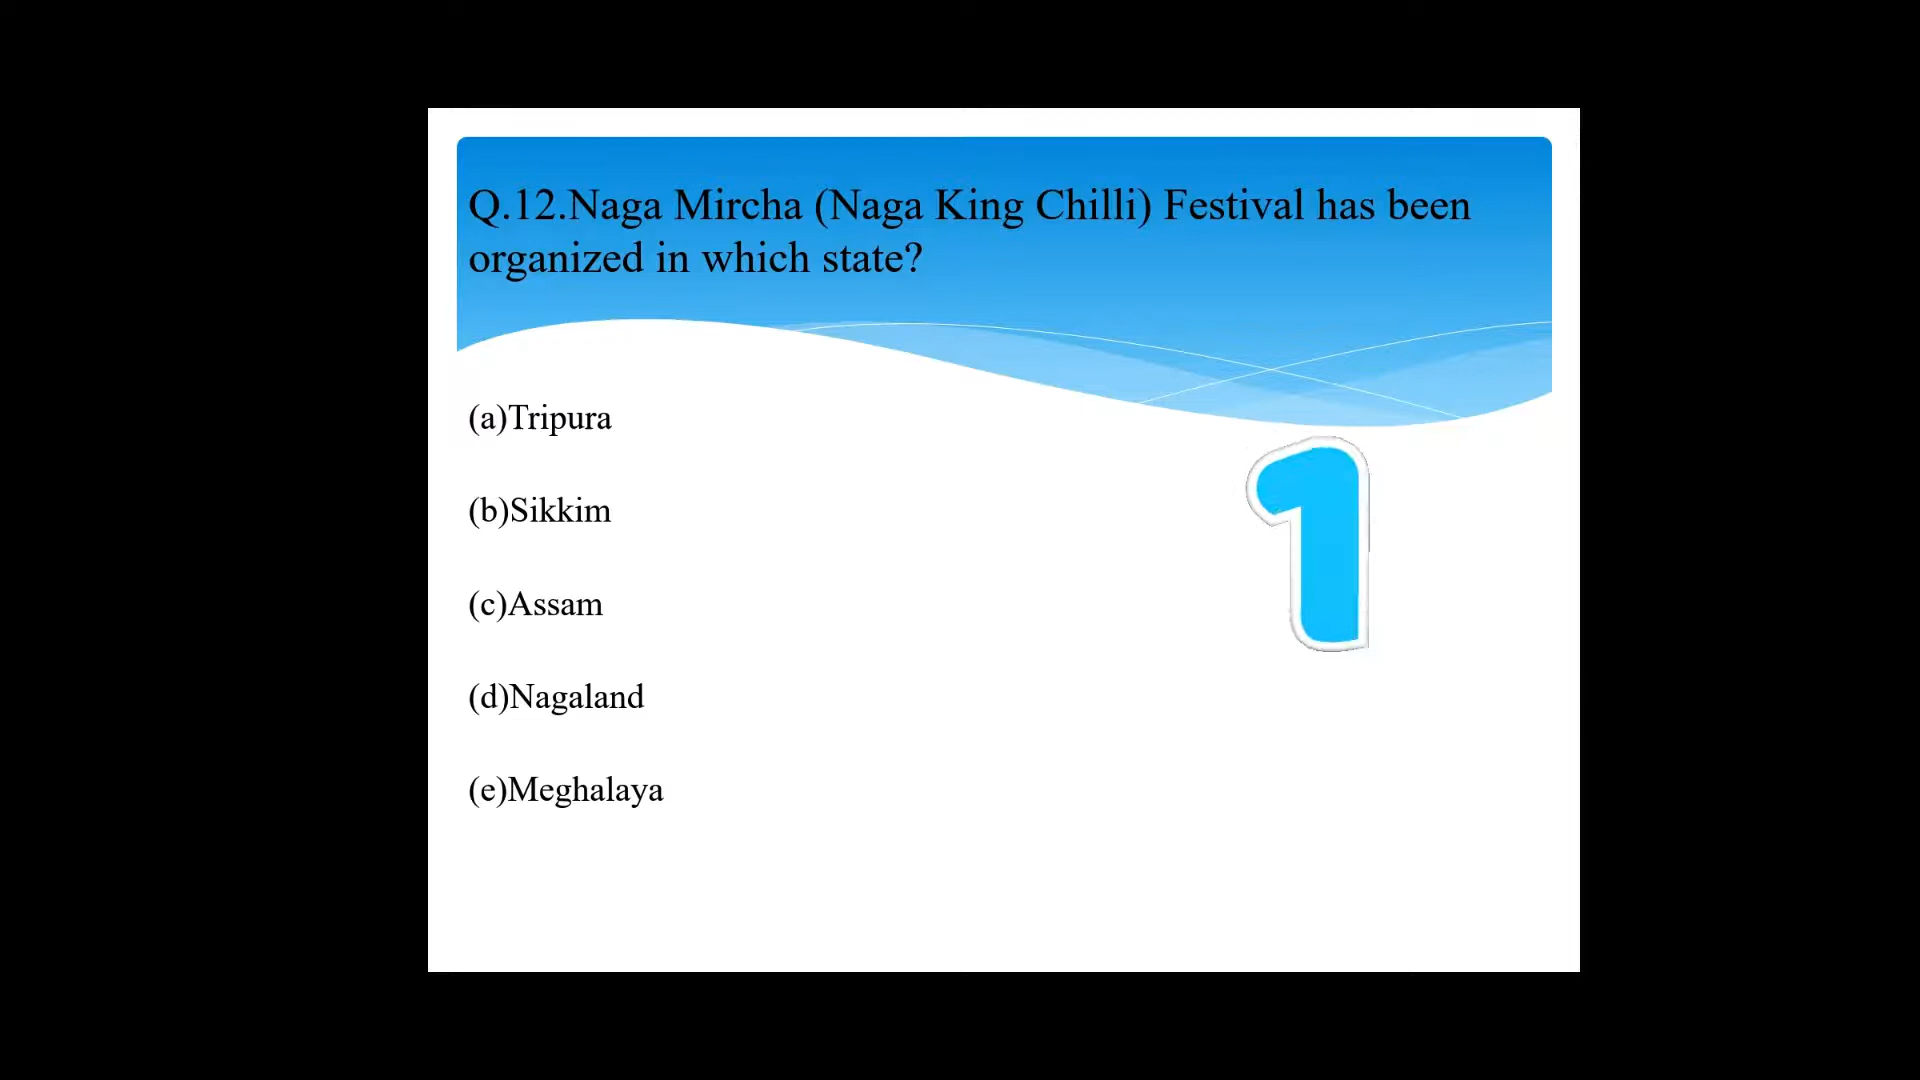 Q.12.Naga Mircha (Naga King Chilli) Festival has been
organized in which state?
(a)Tripura
(b)Sikkim
(c)Assam
(d)Nagaland
(e)Meghalaya
1